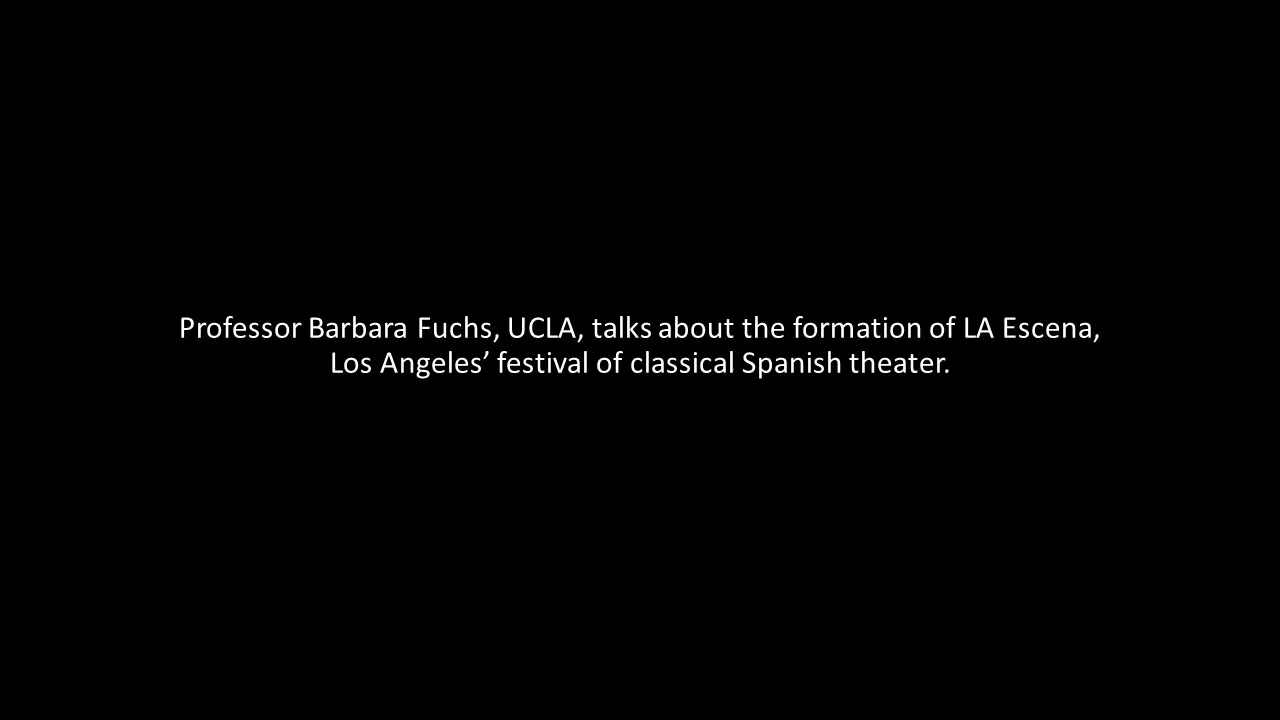 Professor Barbara Fuchs, UCLA, talks about the formation of LA Escena,
Los Angeles’ festival of classical Spanish theater.